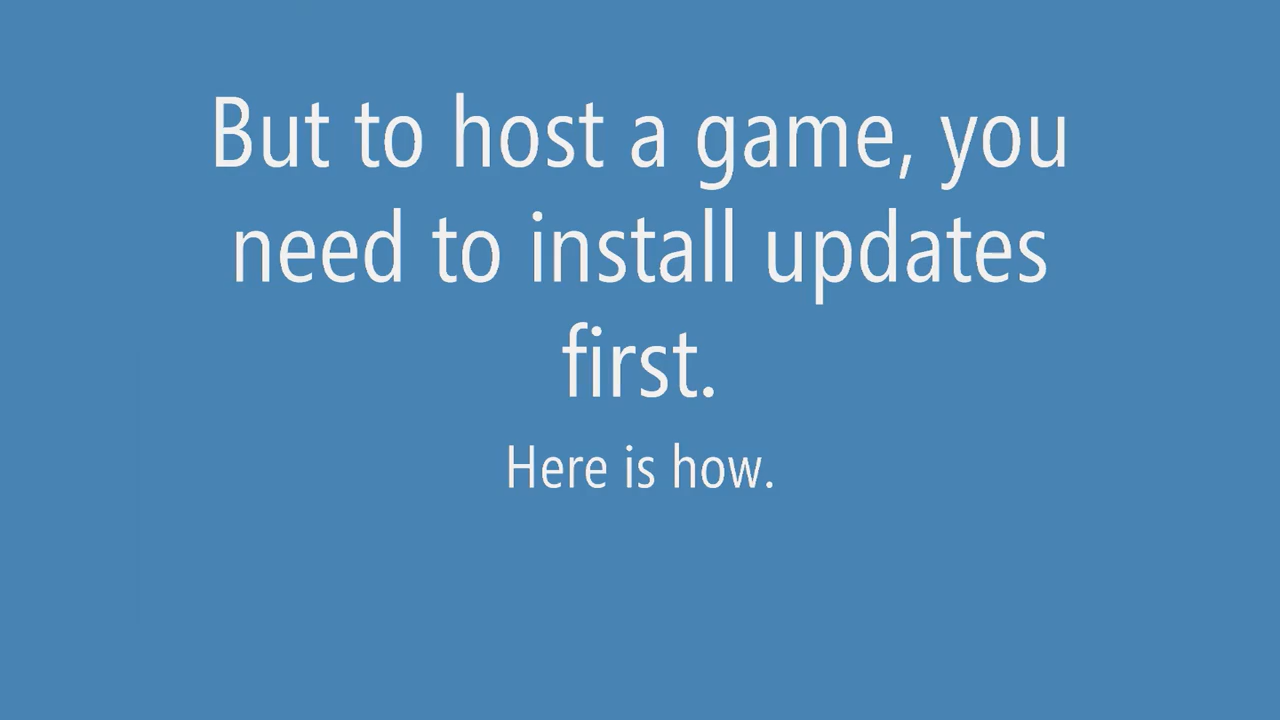 But to host a game, you
need to install updates
first.
Here is how.